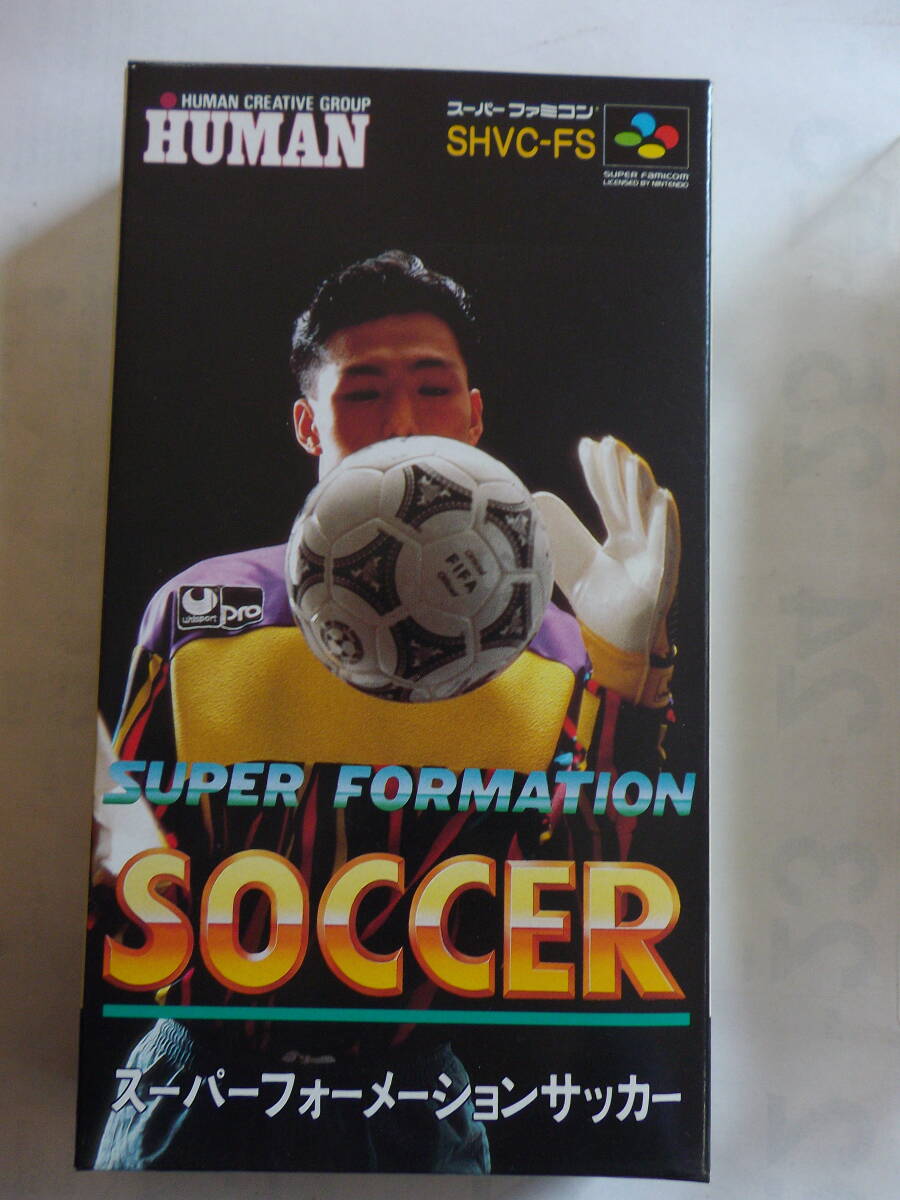 HUMAN CREATIVE GROUP
HUMAN
スーパーファミコン
SHVC-FS
SUPER FAMICOM
LICENSED BY NINTENDO
FIFA
uhlsport
pro
SUPER FORMATION
SOCCER
スーパーフォーメーションサッカー